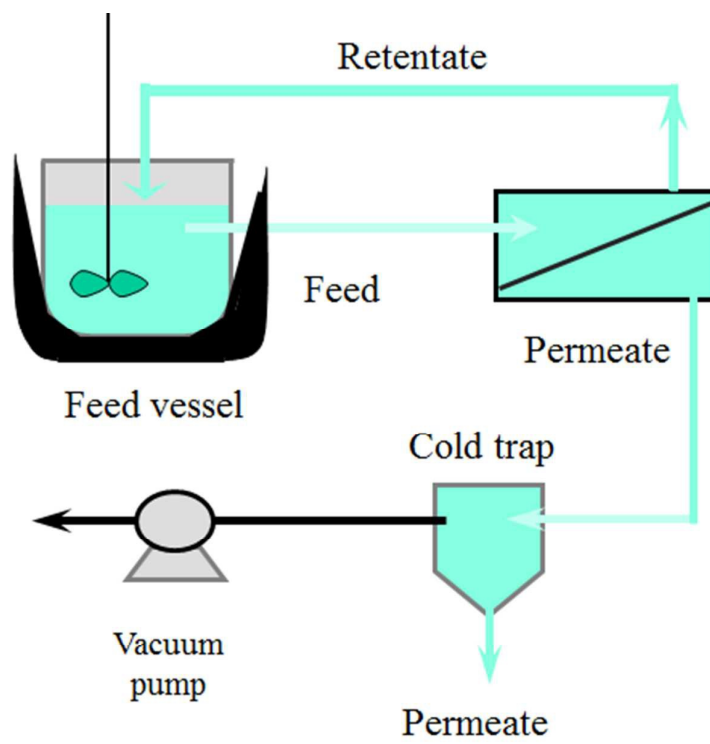 Retentate
Feed
Permeate
Feed vessel
Cold trap
Vacuum
pump
Permeate